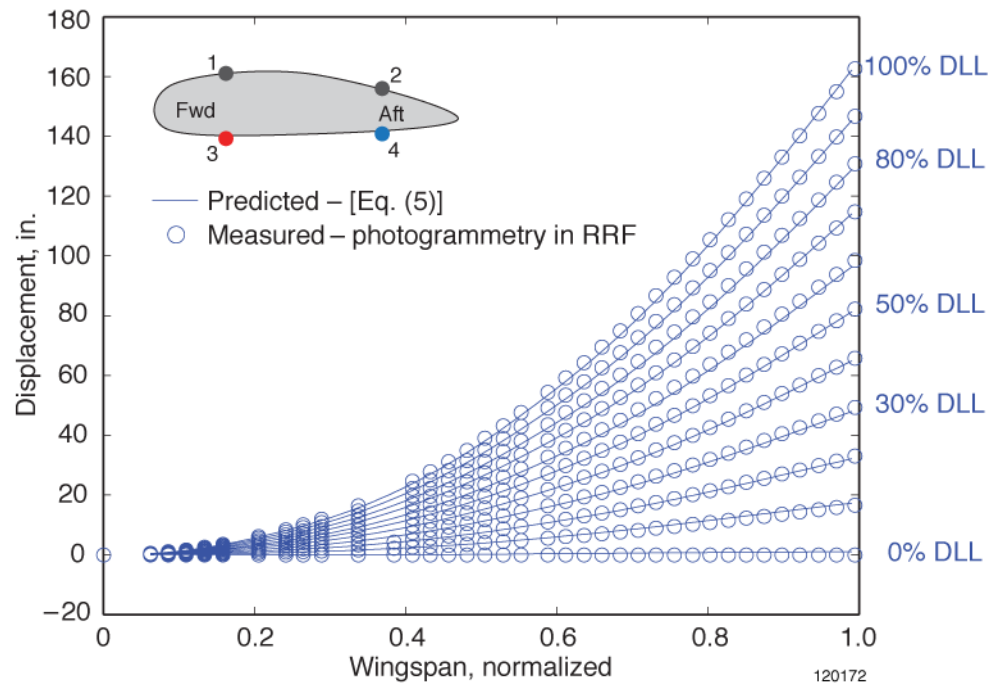 180
160
140
120
100
80
60
40
20
0
−20
Displacement, in.
1
2
Fwd
Aft
3
4
Predicted – [Eq. (5)]
Measured – photogrammetry in RRF
100% DLL
80% DLL
50% DLL
30% DLL
0% DLL
0
0.2
0.4
0.6
0.8
1.0
Wingspan, normalized
120172